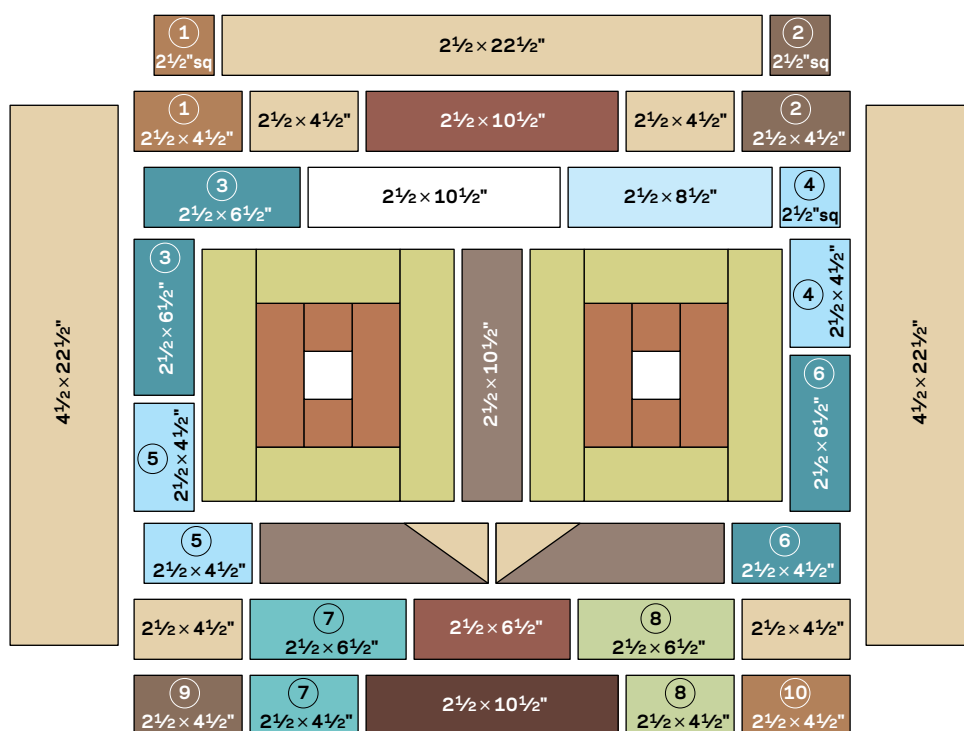 1
2½"sq
2½ × 22½"
2
2½"sq
1
2½ × 4½"
2½ × 4½"
2½ × 10½"
2½ × 4½"
2
2½ × 4½"
3
2½ × 6½"
2½ × 10½"
2½ × 8½"
4
2½"sq
4½ × 22½"
3
2½ × 6½"
5
2½ × 4½"
2½ × 10½"
4
2½ × 4½"
6
2½ × 6½"
4½ × 22½"
5
2½ × 4½"
6
2½ × 4½"
2½ × 4½"
7
2½ × 6½"
2½ × 6½"
8
2½ × 6½"
2½ × 4½"
9
2½ × 4½"
7
2½ × 4½"
2½ × 10½"
8
2½ × 4½"
10
2½ × 4½"